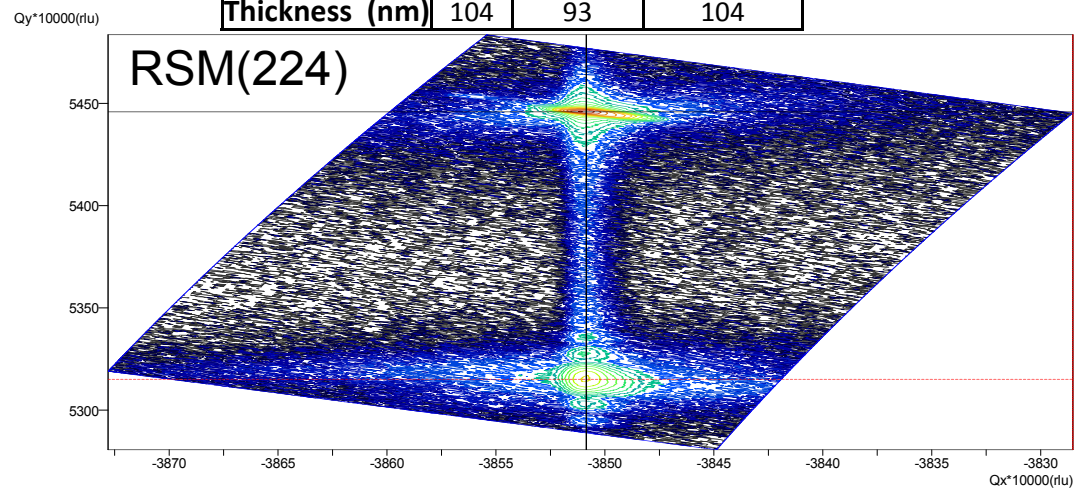 Thickness (nm) 104 93 104
Qy*10000(rlu)
RSM(224)
5450
5400
5350
5300
-3870 -3865 -3860 -3855 -3850 -3845 -3840 -3835 -3830
Qx*10000(rlu)